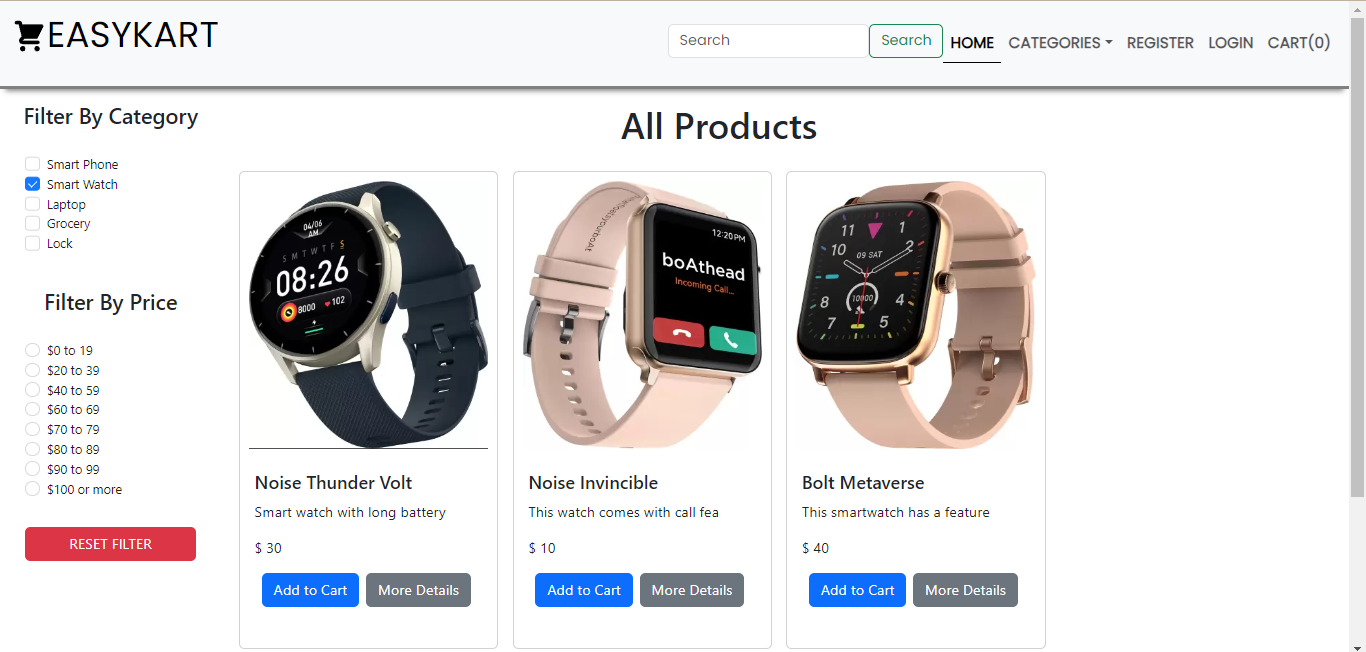 EASYKART
Search
Search
HOME
CATEGORIES
REGISTER
LOGIN
CART(0)
Filter By Category
Smart Phone
Smart Watch
Laptop
Grocery
Lock
Filter By Price
$0 to 19
$20 to 39
$40 to 59
$60 to 69
$70 to 79
$80 to 89
$90 to 99
$100 or more
RESET FILTER
All Products
04/06
AM
S M T W T F S
08:26
8000
102
Noise Thunder Volt
Smart watch with long battery
$ 30
Add to Cart
More Details
12:20PM
boAthead
Incoming Call...
Noise Invincible
This watch comes with call fea
$ 10
Add to Cart
More Details
11 1
10 2
09 SAT
10000
8 4
7 5
Bolt Metaverse
This smartwatch has a feature
$ 40
Add to Cart
More Details